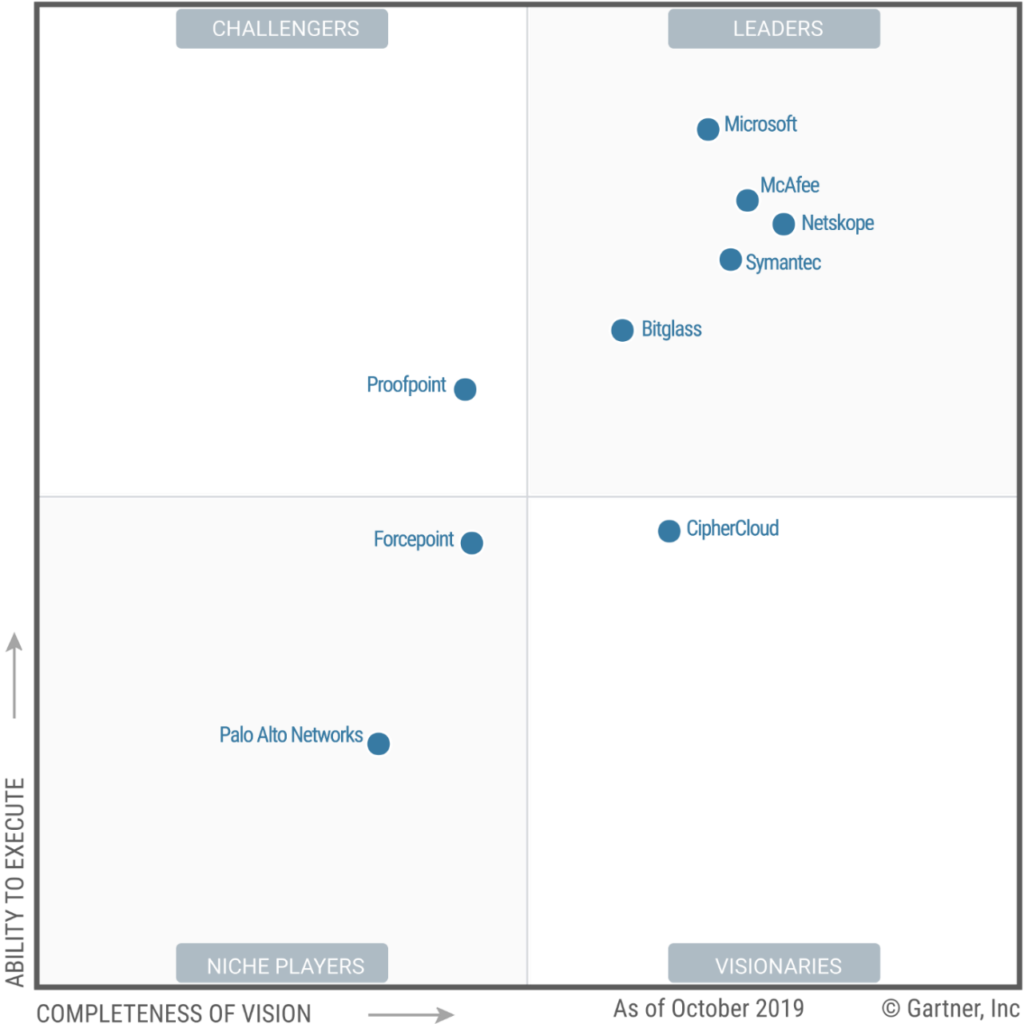 CHALLENGERS
LEADERS
Microsoft
McAfee
Netskope
Symantec
Bitglass
Proofpoint
Forcepoint
CipherCloud
Palo Alto Networks
ABILITY TO EXECUTE
NICHE PLAYERS
VISIONARIES
COMPLETENESS OF VISION
As of October 2019
© Gartner, Inc